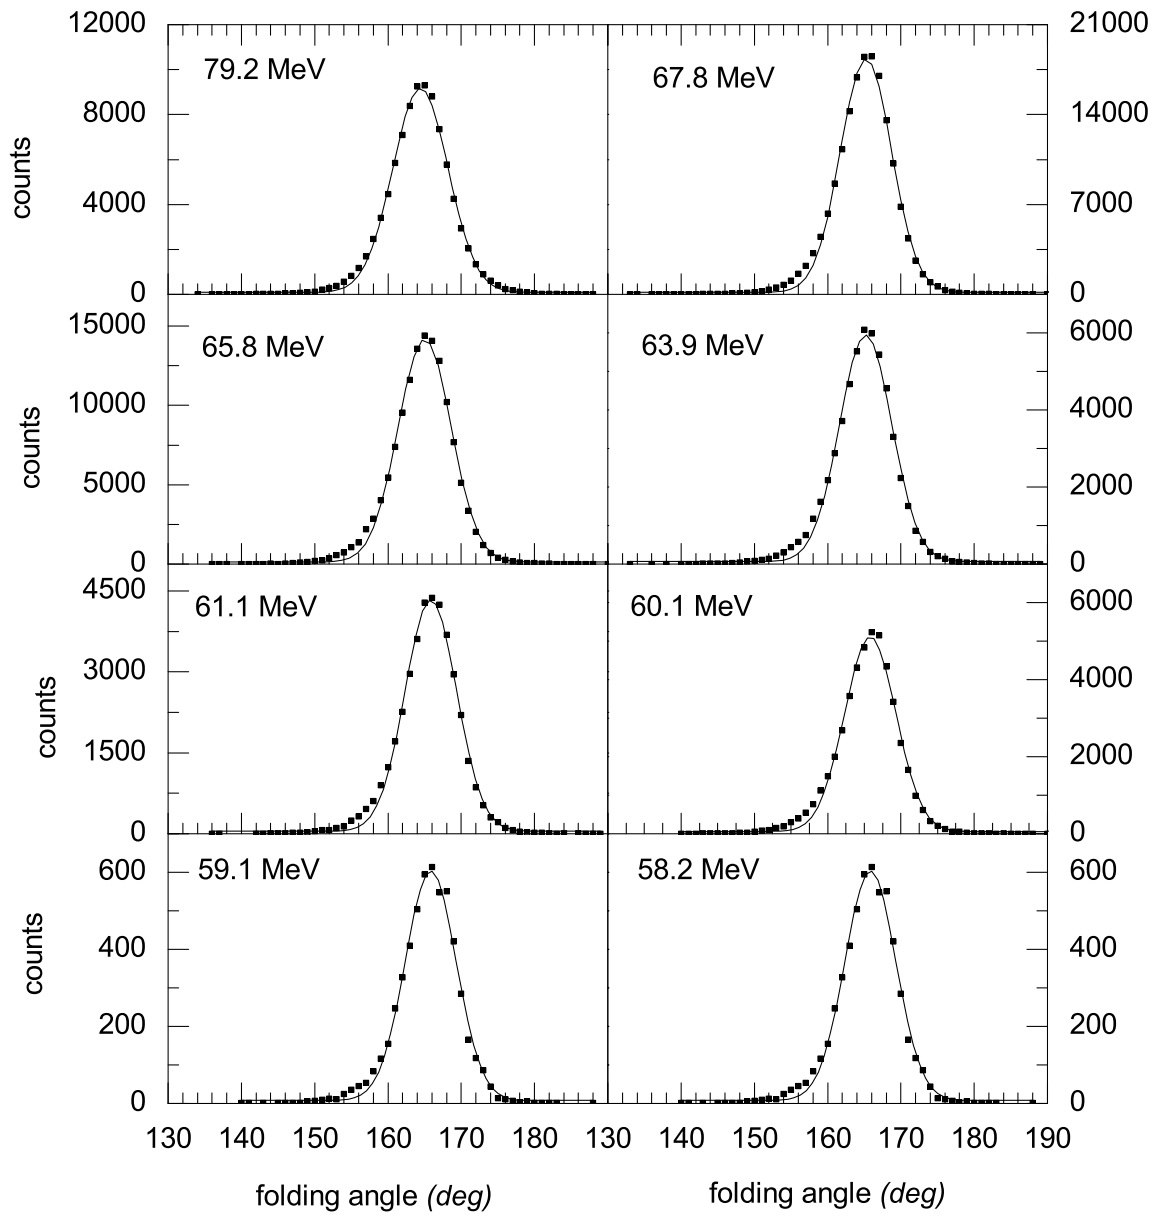 12000
8000
4000
0
counts
79.2 MeV
67.8 MeV
21000
14000
7000
0
15000
10000
5000
0
counts
65.8 MeV
63.9 MeV
6000
4000
2000
0
4500
3000
1500
0
counts
61.1 MeV
60.1 MeV
6000
4000
2000
0
600
400
200
0
counts
59.1 MeV
58.2 MeV
600
400
200
0
130 140 150 160 170 180 130 140 150 160 170 180 190
folding angle (deg) folding angle (deg)